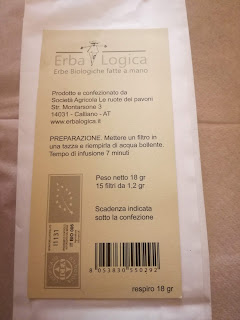 Erba Logica
Erbe Biologiche fatte a mano
Prodotto e confezionato da
Società Agricola Le ruote dei pavoni
Str. Montarsone 3
14031 - Calliano - AT
www.erbalogica.it
PREPARAZIONE. Mettere un filtro in
una tazza e riempirla di acqua bollente.
Tempo di infusione 7 minuti
Peso netto 18 gr
15 filtri da 1.2 gr
Scadenza indicata
sotto la confezione
8 053830 550292
respiro 18 gr